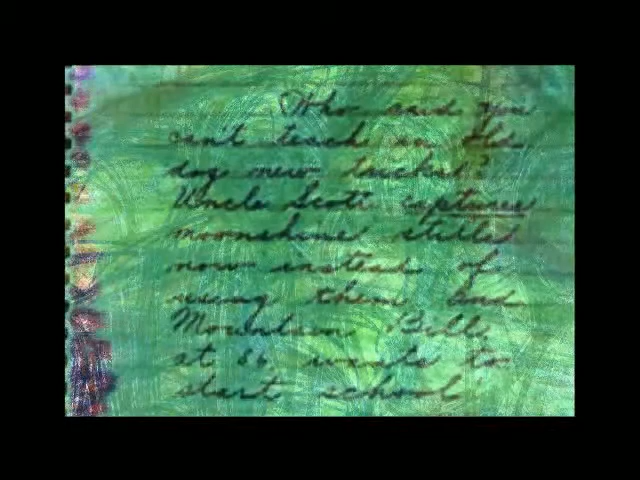 Who said you
can't teach an old
dog new tricks!?
Uncle Scott captures
moonshine stills
now instead of
using them and
Mountain Bill,
at 86, wants to
start school!